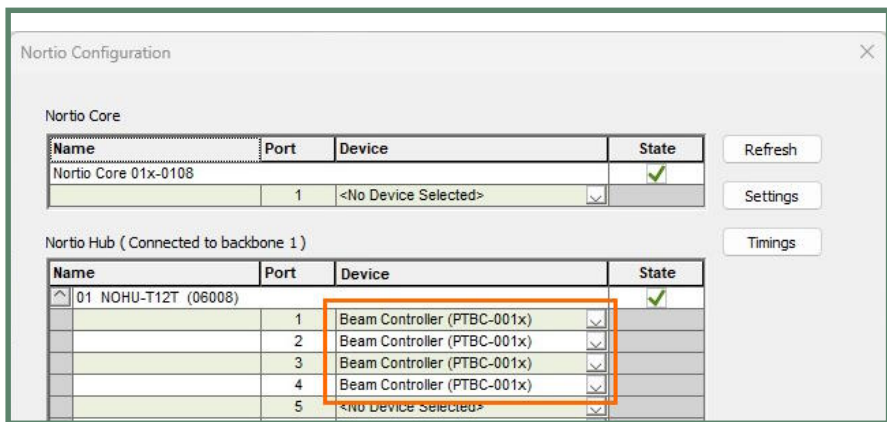 Nortio Configuration
Nortio Core
Name Port Device State
Nortio Core 01x-0108
Refresh
1 <No Device Selected>
Settings
Nortio Hub ( Connected to backbone 1 )
Timings
Name Port Device State
01 NOHU-T12T (06008)
1 Beam Controller (PTBC-001x)
2 Beam Controller (PTBC-001x)
3 Beam Controller (PTBC-001x)
4 Beam Controller (PTBC-001x)
5 <No Device Selected>